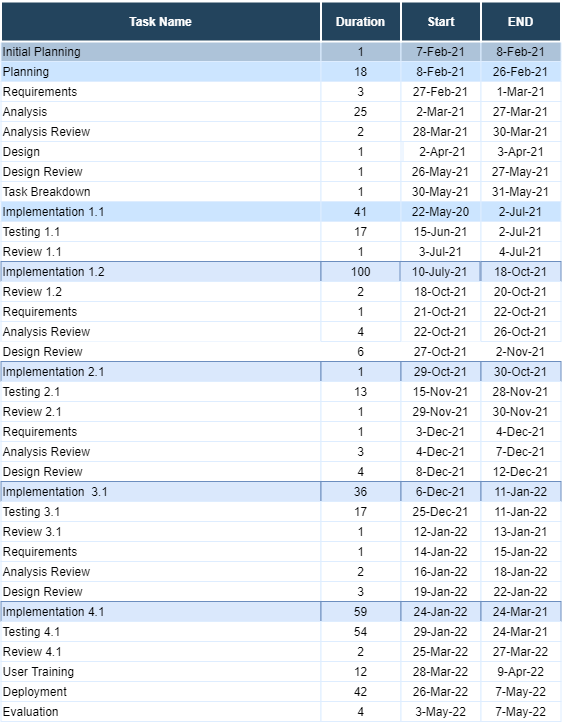 Task Name Duration Start END
Initial Planning 1 7-Feb-21 8-Feb-21
Planning 18 8-Feb-21 26-Feb-21
Requirements 3 27-Feb-21 1-Mar-21
Analysis 25 2-Mar-21 27-Mar-21
Analysis Review 2 28-Mar-21 30-Mar-21
Design 1 2-Apr-21 3-Apr-21
Design Review 1 26-May-21 27-May-21
Task Breakdown 1 30-May-21 31-May-21
Implementation 1.1 41 22-May-20 2-Jul-21
Testing 1.1 17 15-Jun-21 2-Jul-21
Review 1.1 1 3-Jul-21 4-Jul-21
Implementation 1.2 100 10-July-21 18-Oct-21
Review 1.2 2 18-Oct-21 20-Oct-21
Requirements 1 21-Oct-21 22-Oct-21
Analysis Review 4 22-Oct-21 26-Oct-21
Design Review 6 27-Oct-21 2-Nov-21
Implementation 2.1 1 29-Oct-21 30-Oct-21
Testing 2.1 13 15-Nov-21 28-Nov-21
Review 2.1 1 29-Nov-21 30-Nov-21
Requirements 1 3-Dec-21 4-Dec-21
Analysis Review 3 4-Dec-21 7-Dec-21
Design Review 4 8-Dec-21 12-Dec-21
Implementation  3.1 36 6-Dec-21 11-Jan-22
Testing 3.1 17 25-Dec-21 11-Jan-22
Review 3.1 1 12-Jan-22 13-Jan-21
Requirements 1 14-Jan-22 15-Jan-22
Analysis Review 2 16-Jan-22 18-Jan-22
Design Review 3 19-Jan-22 22-Jan-22
Implementation 4.1 59 24-Jan-22 24-Mar-21
Testing 4.1 54 29-Jan-22 24-Mar-21
Review 4.1 2 25-Mar-22 27-Mar-22
User Training 12 28-Mar-22 9-Apr-22
Deployment 42 26-Mar-22 7-May-22
Evaluation 4 3-May-22 7-May-22